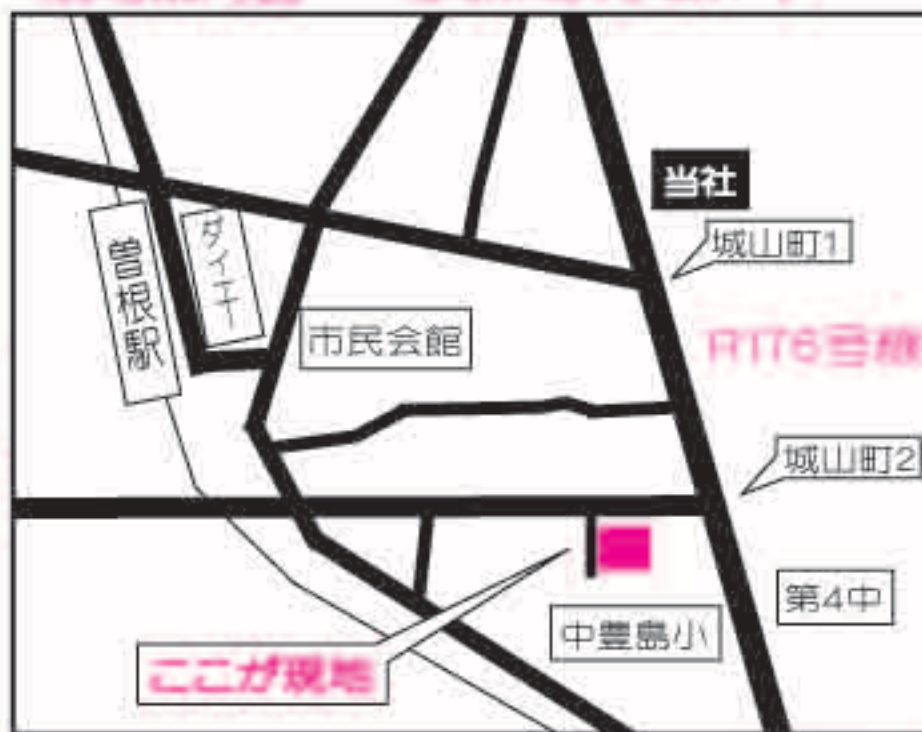 当社
城山町1
ダイエー
曽根駅
市民会館
R176号線
城山町2
第4中
中豊島小
ここが現地